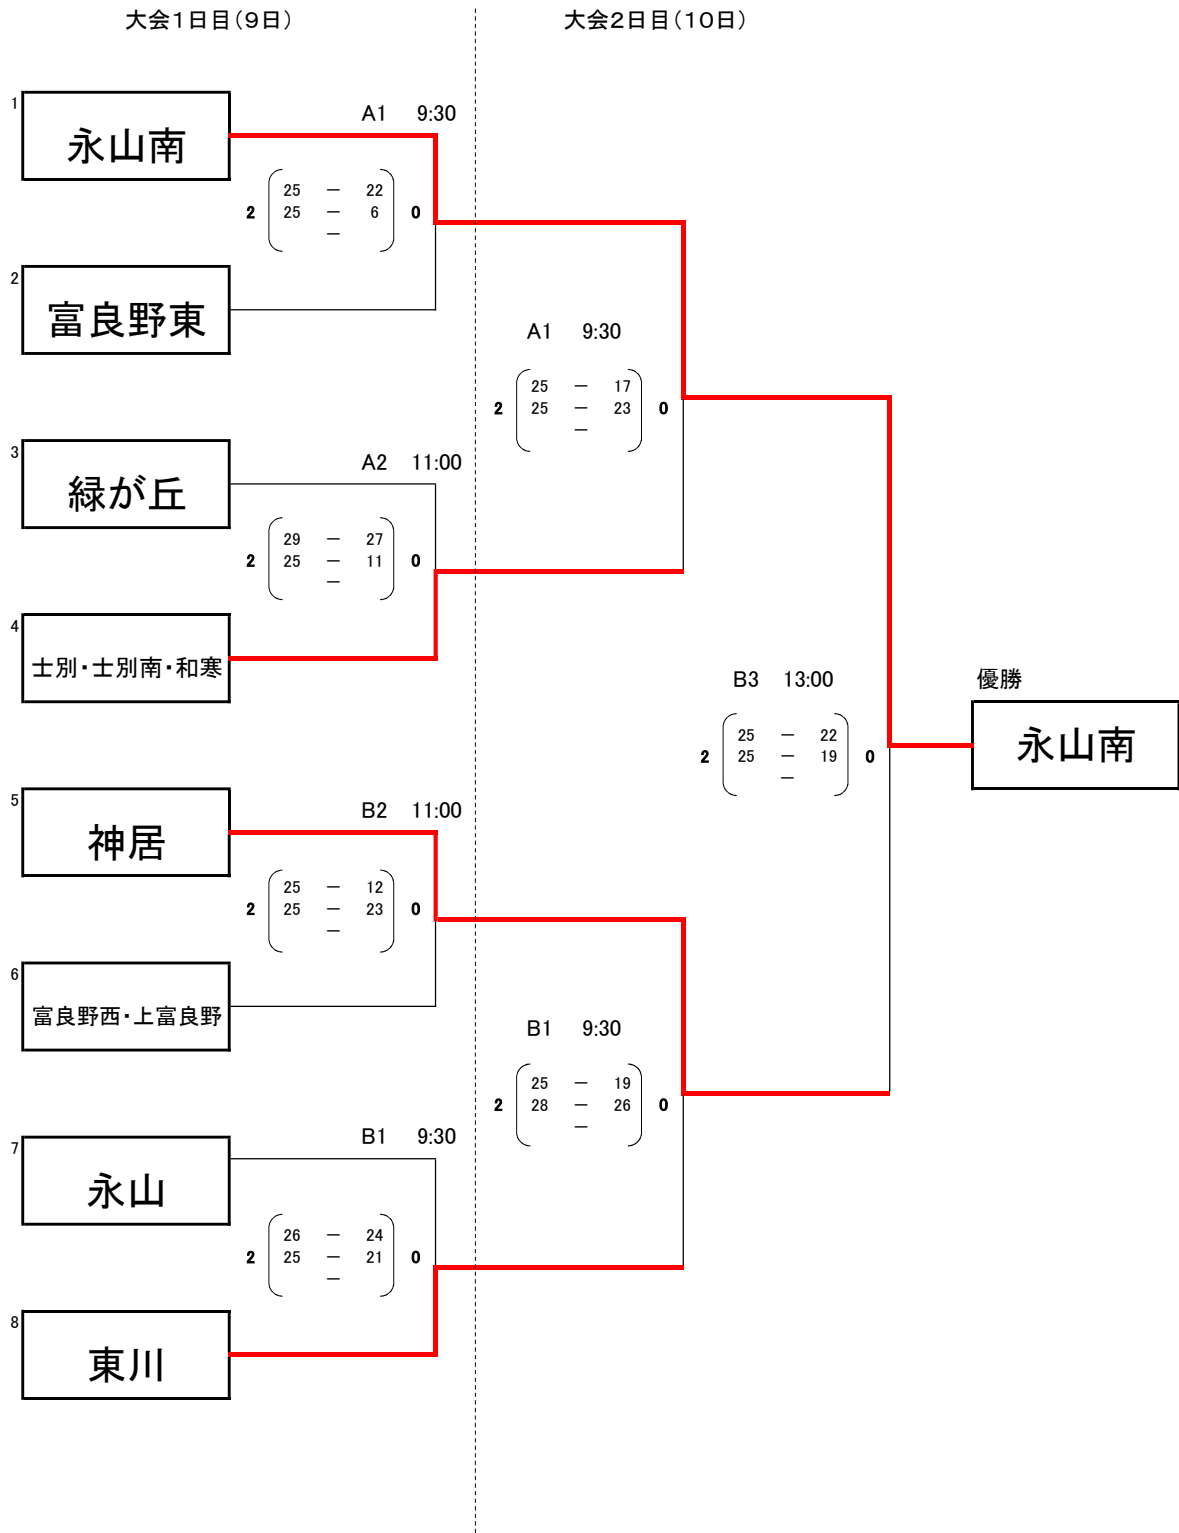 大会１日目（９日）
大会２日目（１０日）
1
永山南
A1 9:30
25 － 22
2 25 － 6 0
－
2
富良野東
A1 9:30
25 － 17
2 25 － 23 0
－
3
緑が丘
A2 11:00
29 － 27
2 25 － 11 0
－
4
士別・士別南・和寒
B3 13:00
25 － 22
2 25 － 19 0
－
優勝
永山南
5
神居
B2 11:00
25 － 12
2 25 － 23 0
－
6
富良野西・上富良野
B1 9:30
25 － 19
2 28 － 26 0
－
7
永山
B1 9:30
26 － 24
2 25 － 21 0
－
8
東川